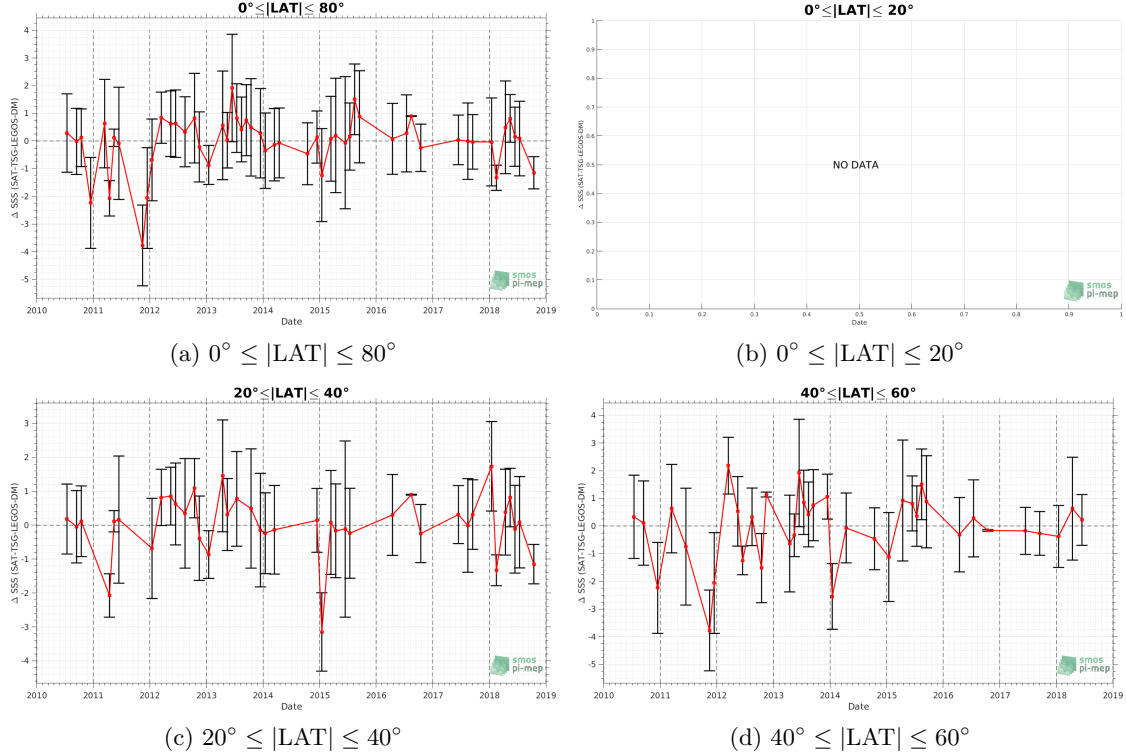 0°≤|LAT|≤ 80°
Δ SSS (SAT-TSG-LEGOS-DM)
4
3
2
1
0
-1
-2
-3
-4
-5
2010 2011 2012 2013 2014 2015 2016 2017 2018 2019
Date
smos
pi-mep
(a) 0° ≤ |LAT| ≤ 80°
0°≤|LAT|≤ 20°
Δ SSS (SAT-TSG-LEGOS-DM)
1
0.9
0.8
0.7
0.6
0.5
0.4
0.3
0.2
0.1
0
NO DATA
0 0.1 0.2 0.3 0.4 0.5 0.6 0.7 0.8 0.9 1
Date
smos
pi-mep
(b) 0° ≤ |LAT| ≤ 20°
20°≤|LAT|≤ 40°
Δ SSS (SAT-TSG-LEGOS-DM)
3
2
1
0
-1
-2
-3
-4
2010 2011 2012 2013 2014 2015 2016 2017 2018 2019
Date
smos
pi-mep
(c) 20° ≤ |LAT| ≤ 40°
40°≤|LAT|≤ 60°
Δ SSS (SAT-TSG-LEGOS-DM)
4
3
2
1
0
-1
-2
-3
-4
-5
2010 2011 2012 2013 2014 2015 2016 2017 2018 2019
Date
smos
pi-mep
(d) 40° ≤ |LAT| ≤ 60°